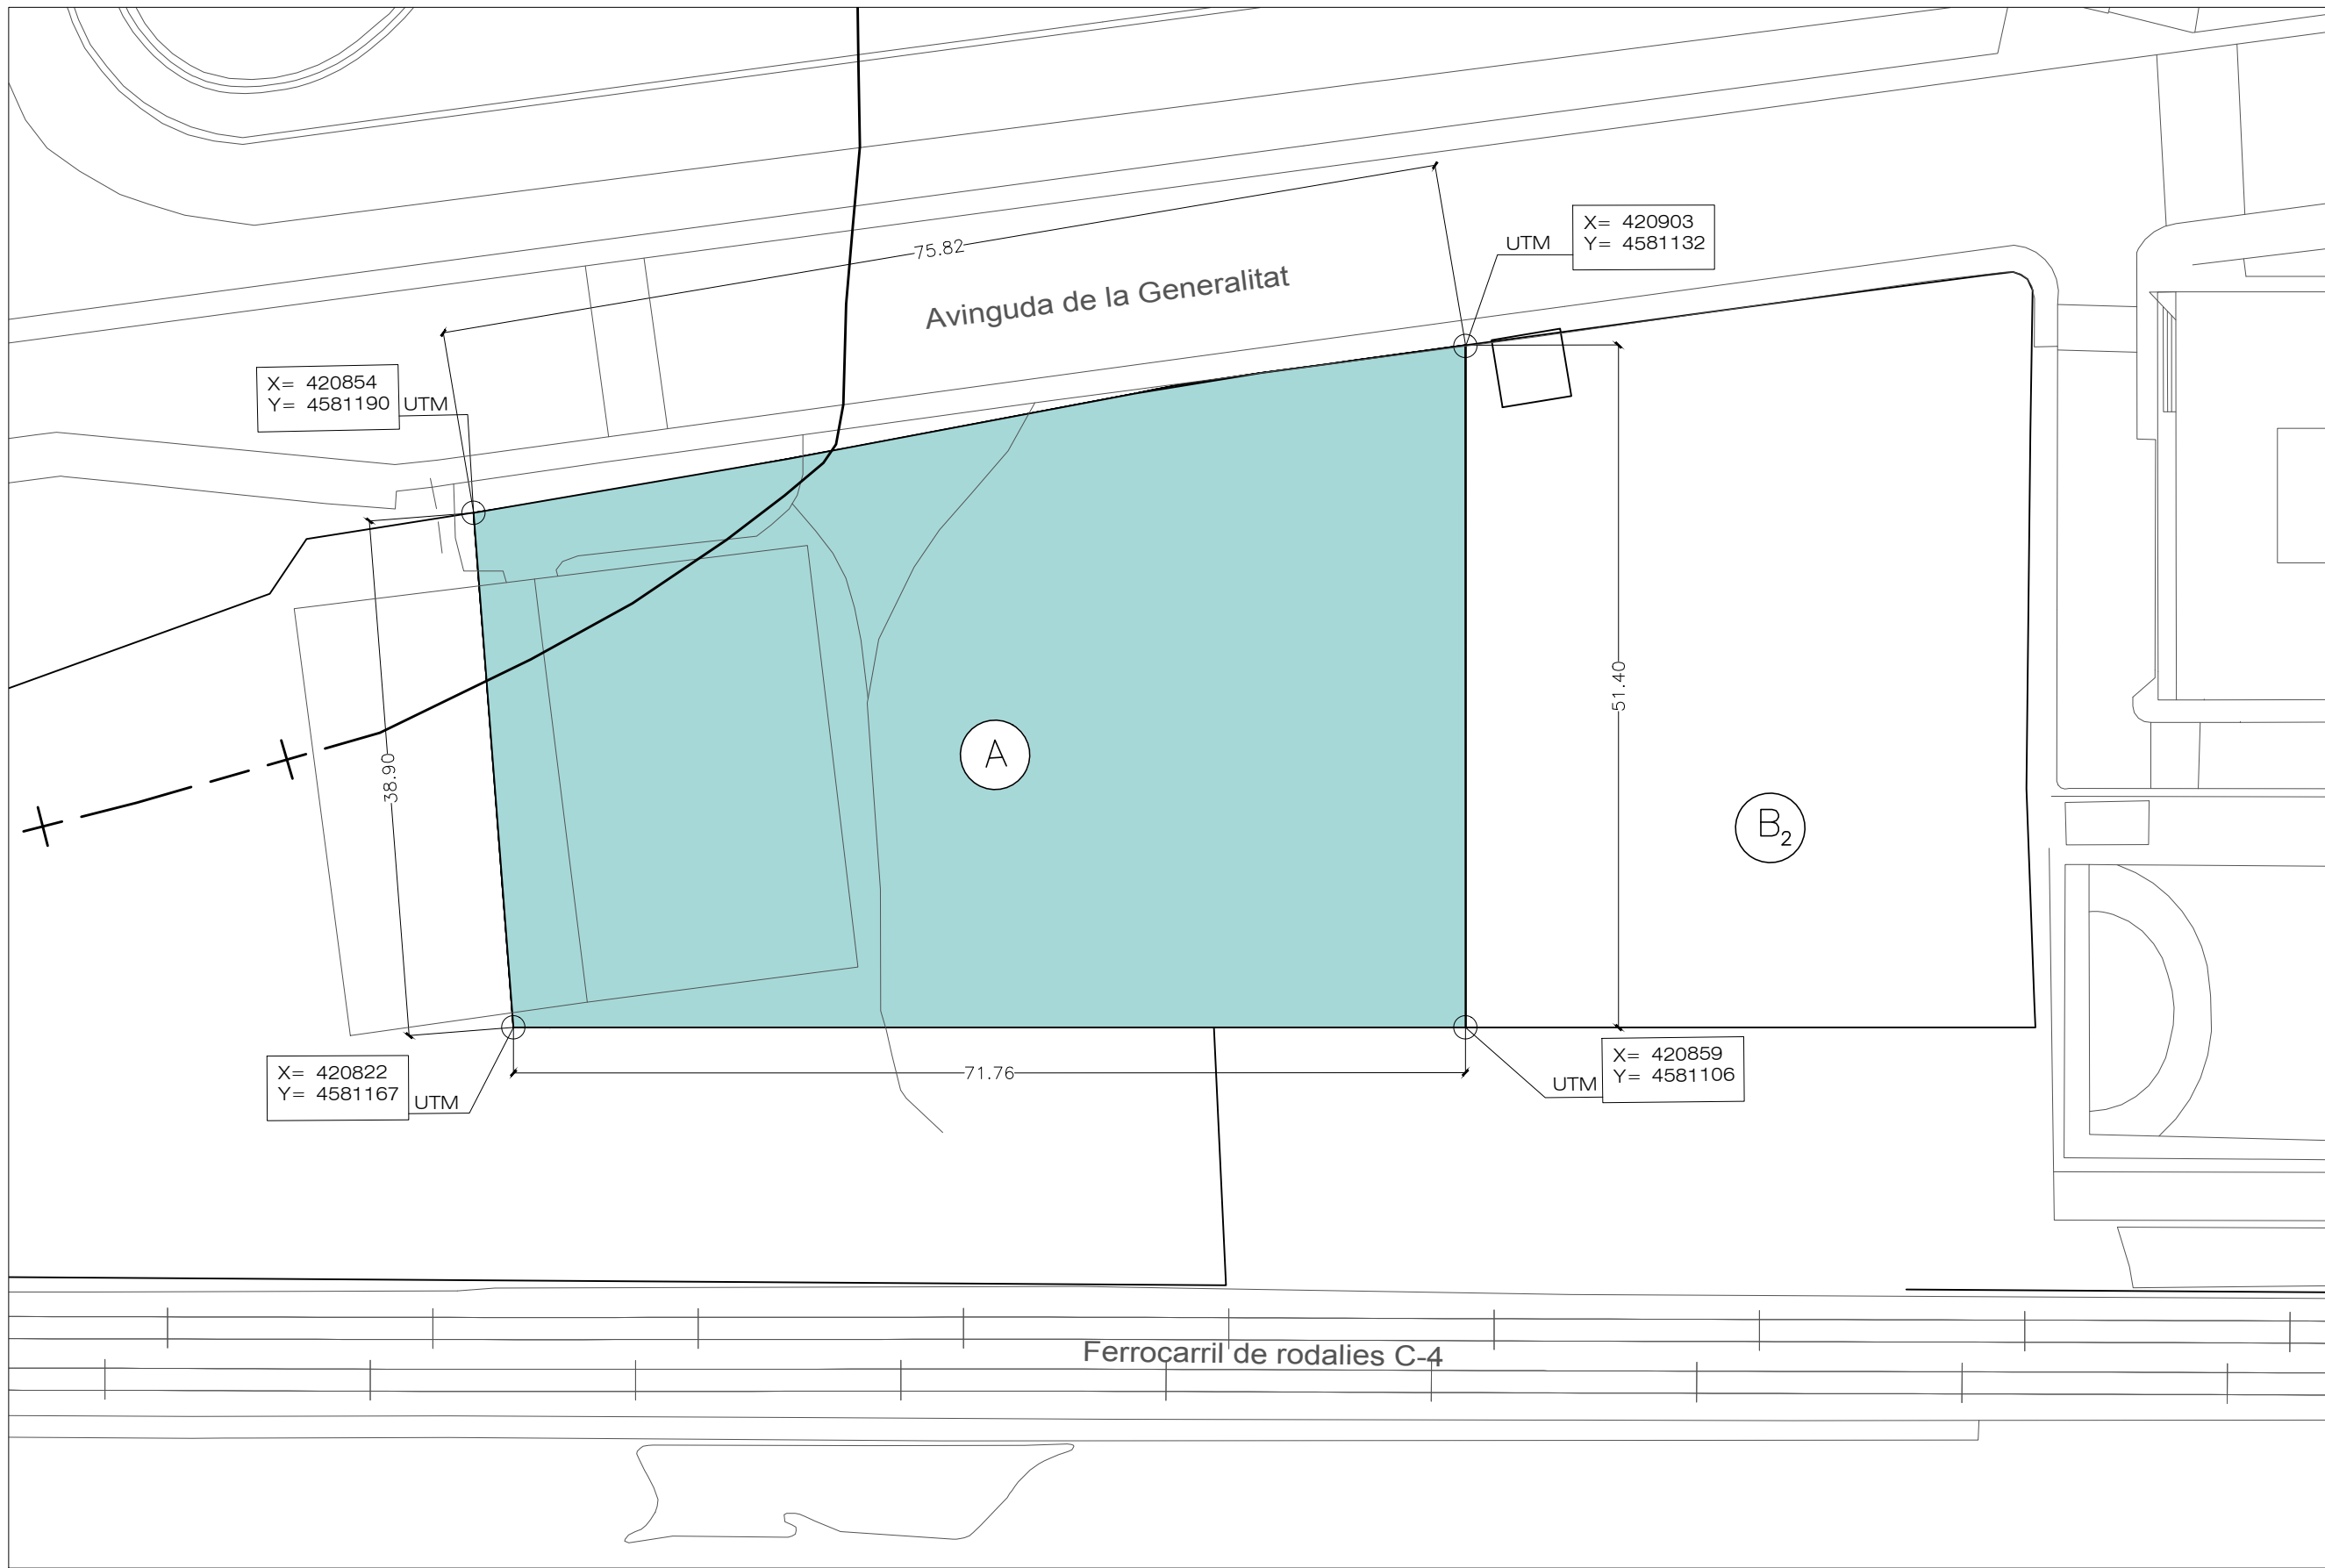 X= 420903
Y= 4581132
UTM
75.82
Avinguda de la Generalitat
X= 420854
Y= 4581190
UTM
51.40
A
38.90
B2
X= 420859
Y= 4581106
UTM
71.76
X= 420822
Y= 4581167
UTM
Ferrocarril de rodalies C-4